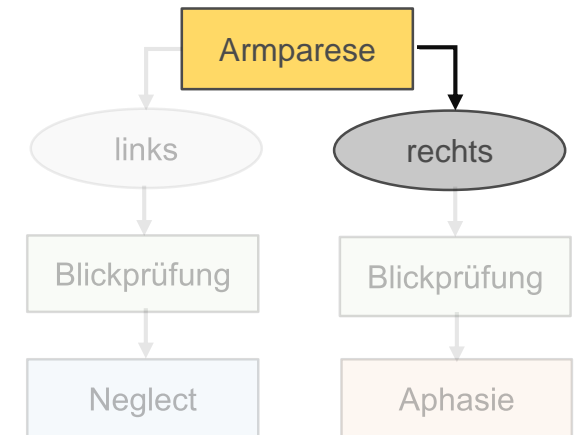 Armparese
links
rechts
Blickprüfung
Blickprüfung
Neglect
Aphasie